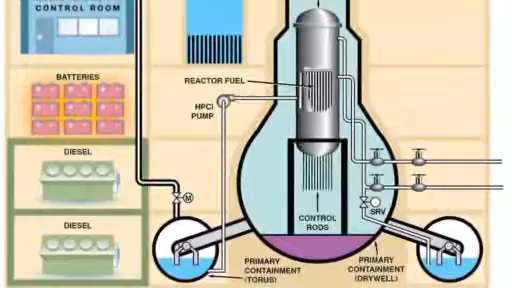 CONTROL ROOM
BATTERIES
REACTOR FUEL
HPCI
PUMP
DIESEL
M
SRV
CONTROL
RODS
DIESEL
PRIMARY
CONTAINMENT
(TORUS)
PRIMARY
CONTAINMENT
(DRYWELL)